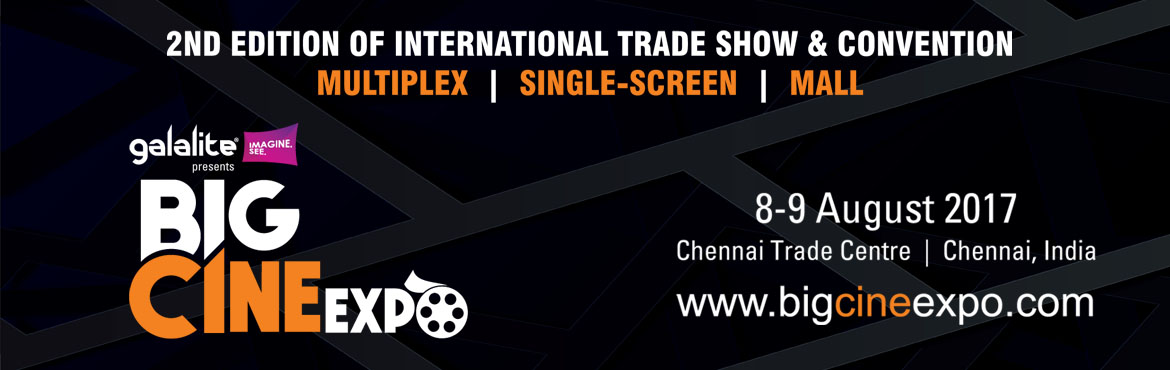 2ND EDITION OF INTERNATIONAL TRADE SHOW & CONVENTION
MULTIPLEX | SINGLE-SCREEN | MALL
galalite® IMAGINE. SEE.
presents
BIG
CINE EXPO
8-9 August 2017
Chennai Trade Centre | Chennai, India
www.bigcineexpo.com